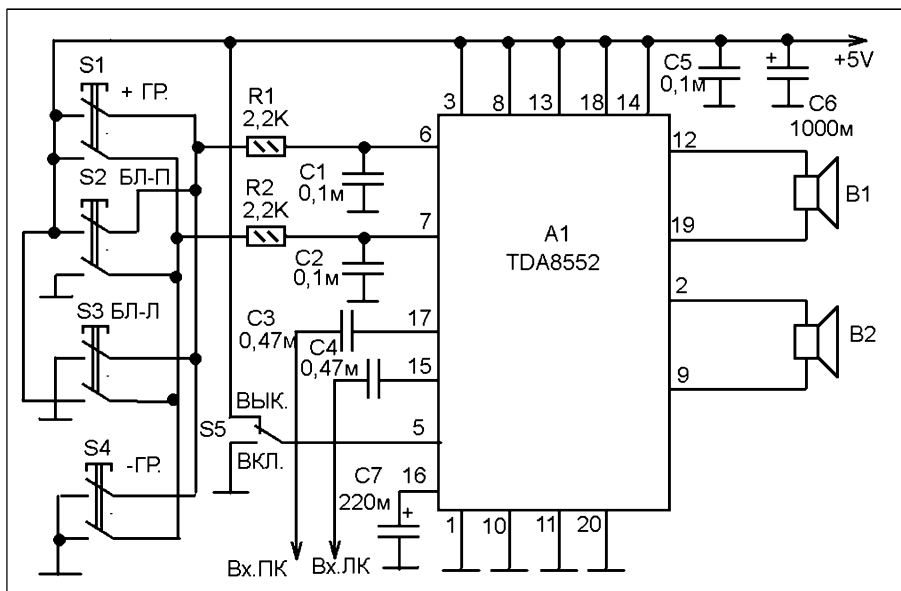 S1
+ ГР.
S2
БЛ-П
S3 БЛ-Л
S4
-ГР.
R1
2,2K
R2
2,2K
C1
0,1м
C2
0,1м
C3
0,47м
C4
0,47м
S5
ВЫК.
ВКЛ.
C7
220м
+
Вх.ПК
Вх.ЛК
3
8
13
18
14
6
7
17
15
5
16
1
10
11
20
A1
TDA8552
12
19
2
9
C5
0,1м
+
C6
1000м
+5V
B1
B2